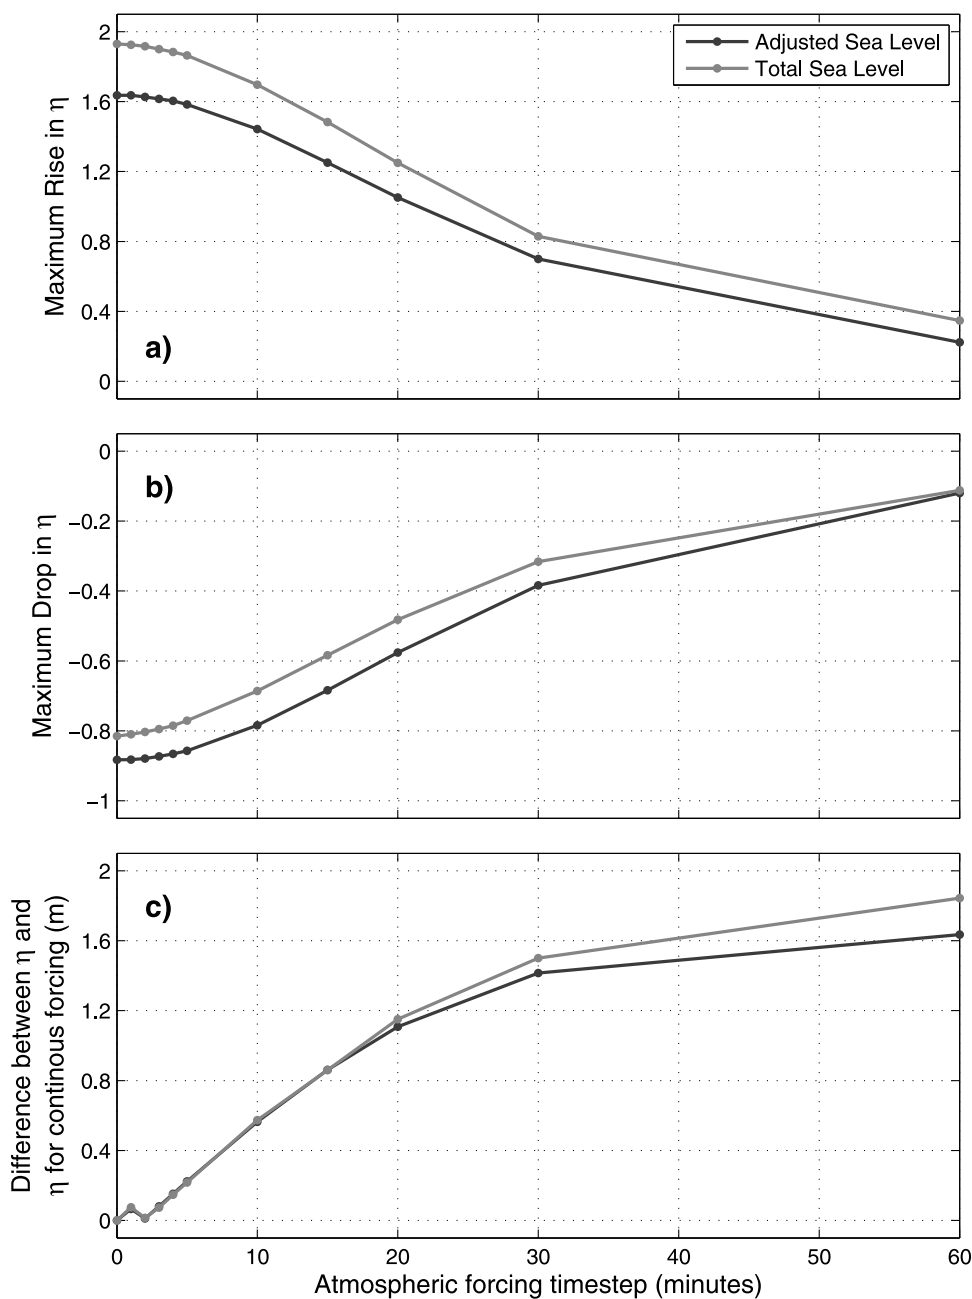 Adjusted Sea Level
Total Sea Level
Maximum Rise in η
2
1.6
1.2
0.8
0.4
0
a)
Maximum Drop in η
0
−0.2
−0.4
−0.6
−0.8
−1
b)
Difference between η and
η for continous forcing (m)
2
1.6
1.2
0.8
0.4
0
c)
0 10 20 30 40 50 60
Atmospheric forcing timestep (minutes)